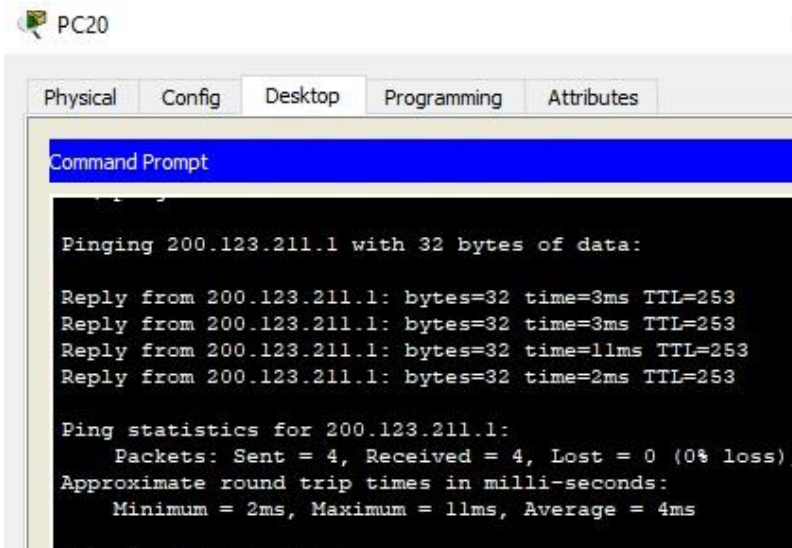 PC20
Physical Config Desktop Programming Attributes
Command Prompt
Pinging 200.123.211.1 with 32 bytes of data:
Reply from 200.123.211.1: bytes=32 time=3ms TTL=253
Reply from 200.123.211.1: bytes=32 time=3ms TTL=253
Reply from 200.123.211.1: bytes=32 time=11ms TTL=253
Reply from 200.123.211.1: bytes=32 time=2ms TTL=253
Ping statistics for 200.123.211.1:
Packets: Sent = 4, Received = 4, Lost = 0 (0% loss),
Approximate round trip times in milli-seconds:
Minimum = 2ms, Maximum = 11ms, Average = 4ms